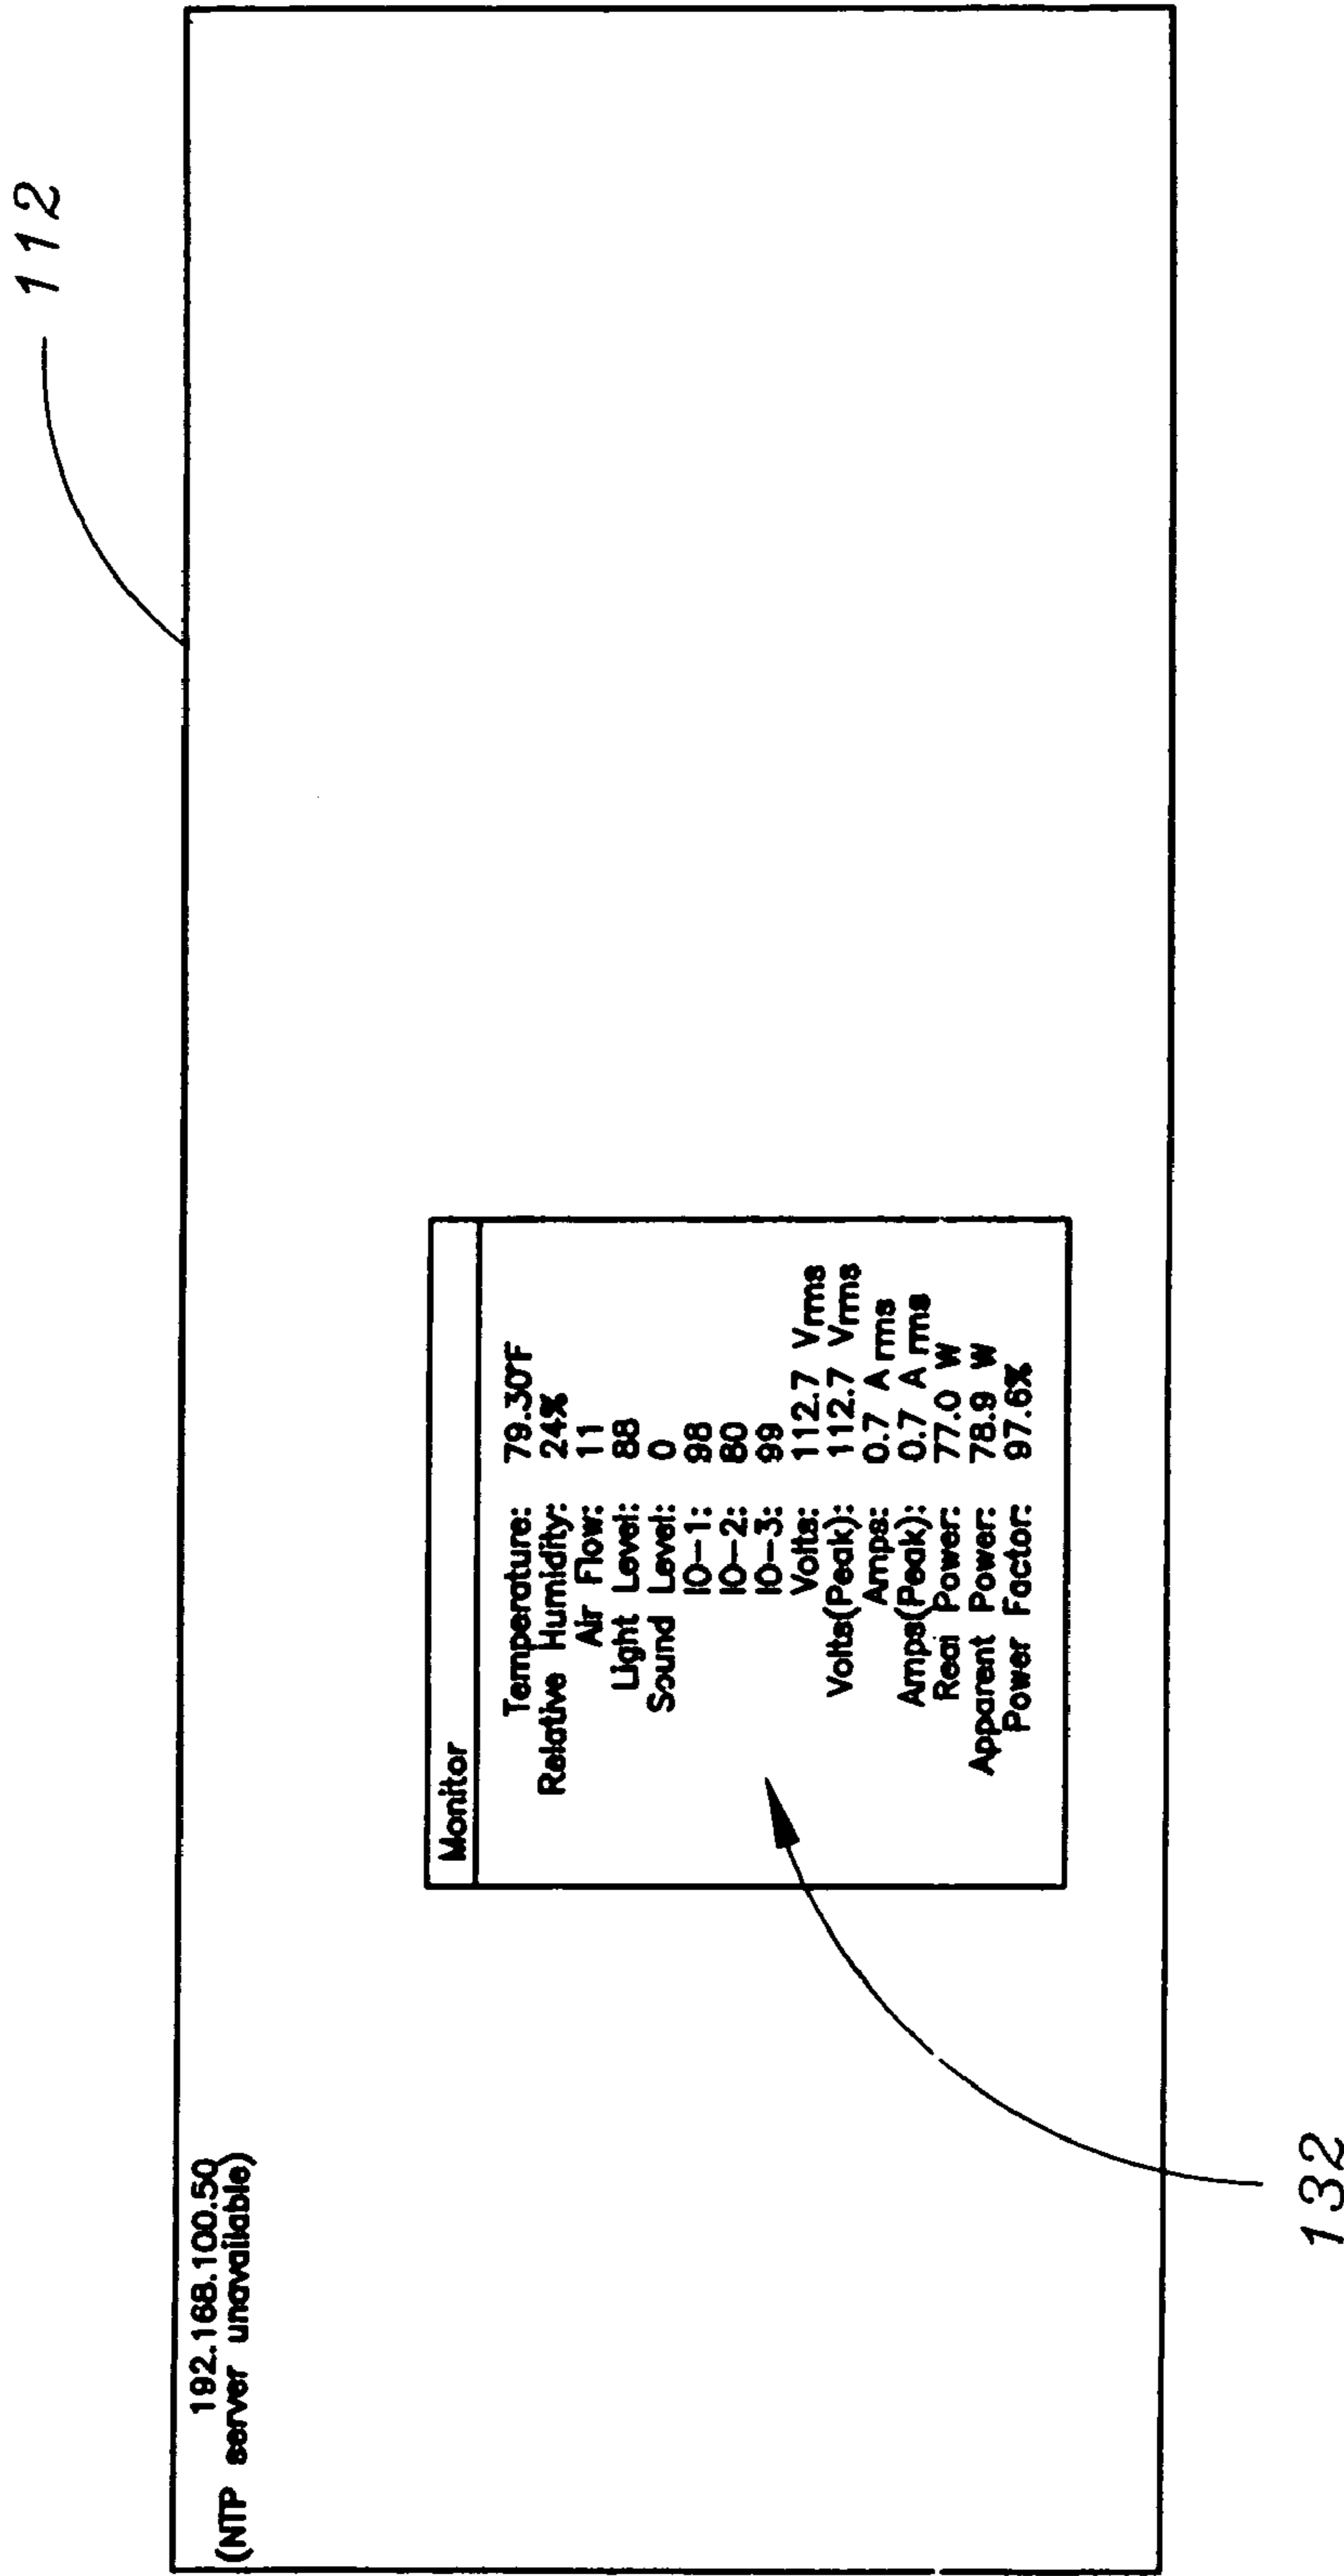 112
192.168.100.50
(NTP server unavailable)
Monitor
Temperature: 79.30°F
Relative Humidity: 24%
Air Flow: 11
Light Level: 88
Sound Level: 0
IO-1: 98
IO-2: 80
IO-3: 99
Volts: 112.7 Vrms
Volts(Peak): 112.7 Vrms
Amps: 0.7 A rms
Amps(Peak): 0.7 A rms
Real Power: 77.0 W
Apparent Power: 78.9 W
Power Factor: 97.6%
132